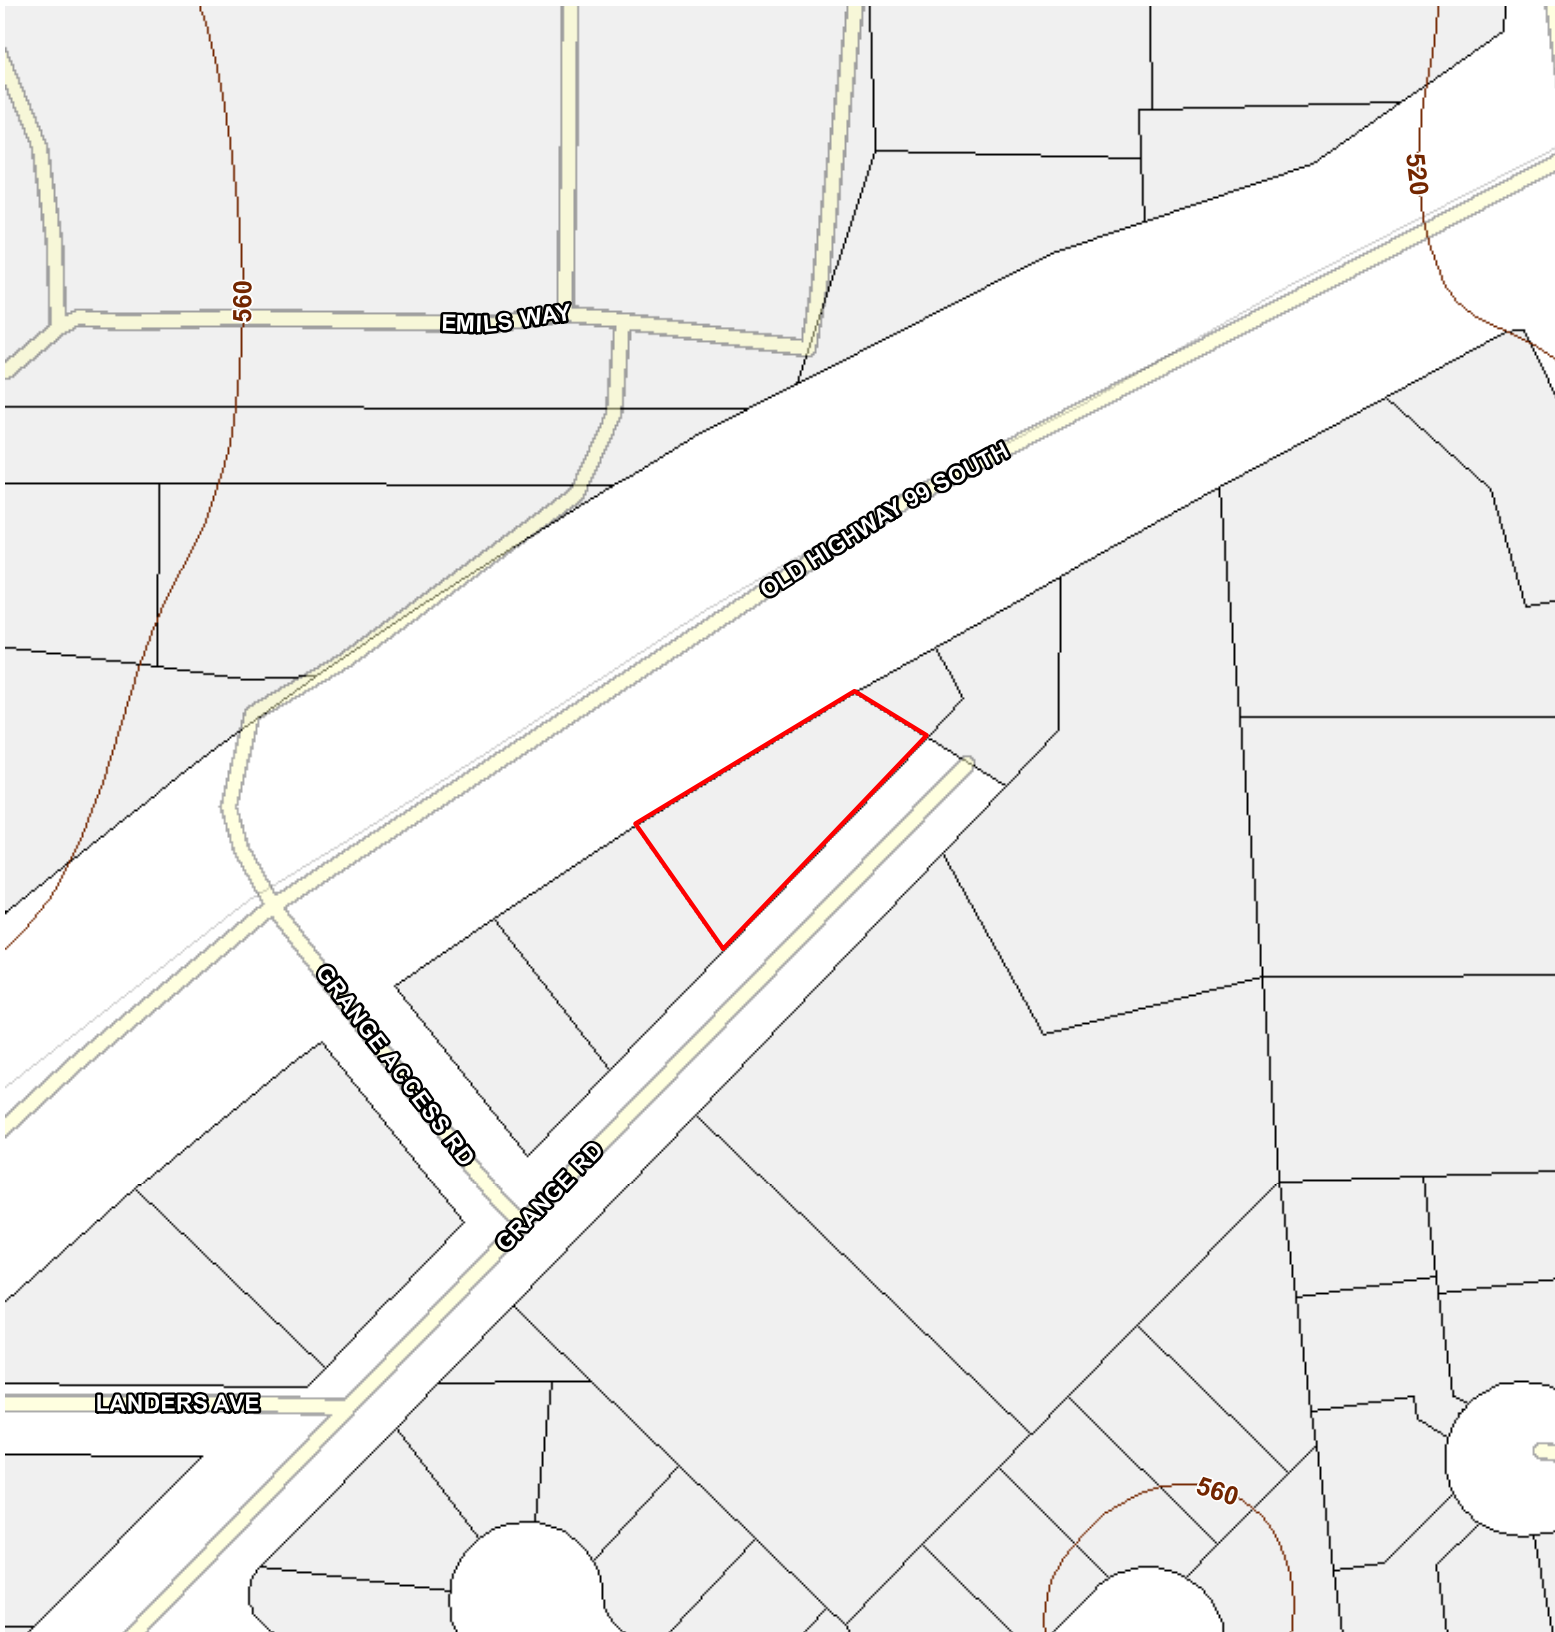 520
560
EMILS WAY
OLD HIGHWAY 99 SOUTH
GRANGE ACCESS RD
GRANGE RD
LANDERS AVE
560